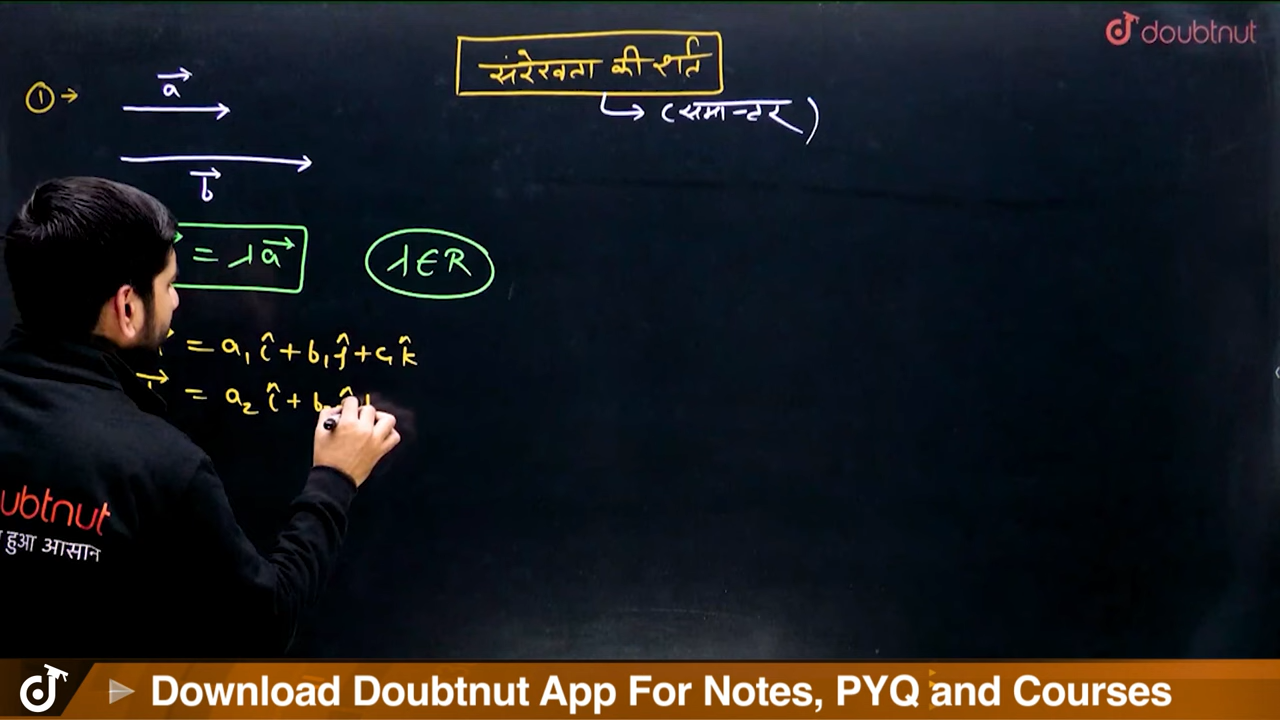 doubtnut
संरेखता की शर्त
(समान्टर)
① →
a→
b→
= λa→
λ∈R
= a₁î + b₁ĵ + c₁k̂
= a₂î +
ubtnut
हुआ आसान
Download Doubtnut App For Notes, PYQ and Courses